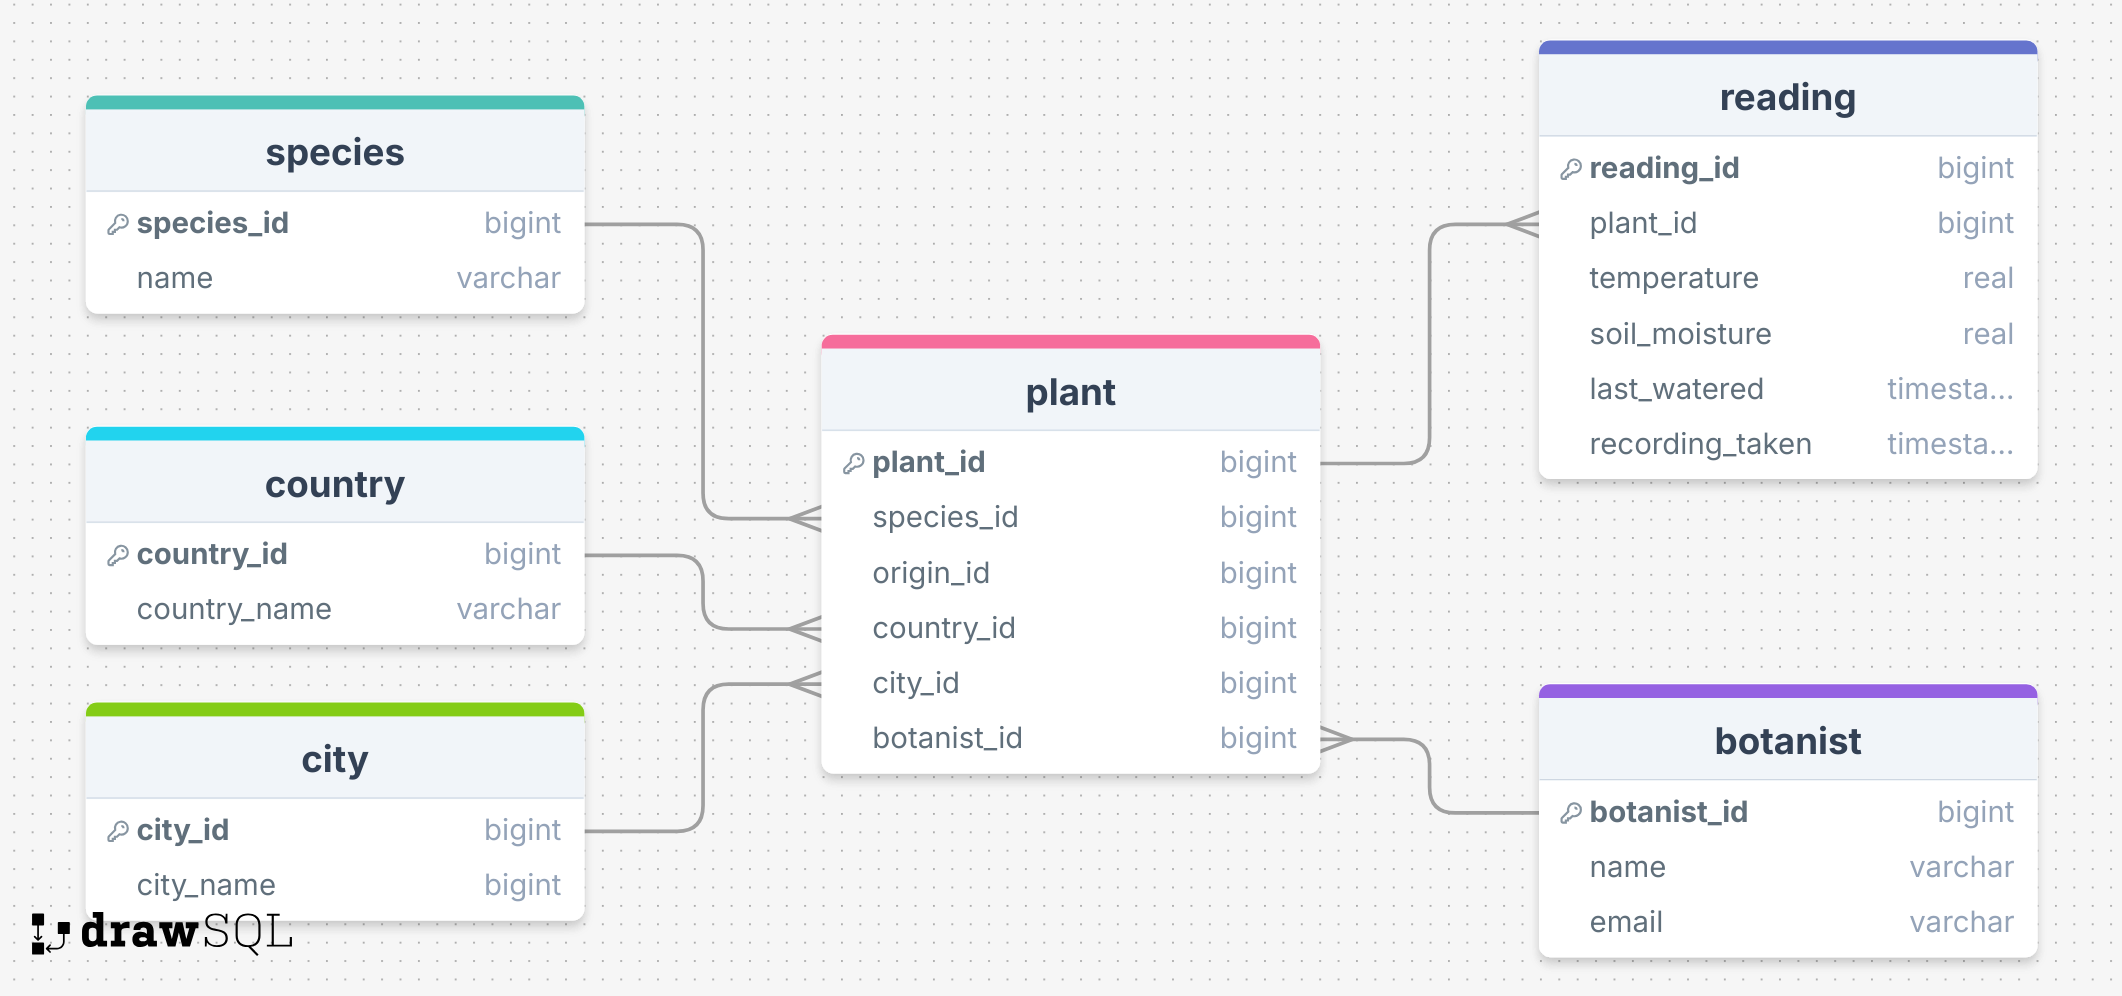 species
species_id bigint
name varchar
country
country_id bigint
country_name varchar
city
city_id bigint
city_name bigint
plant
plant_id bigint
species_id bigint
origin_id bigint
country_id bigint
city_id bigint
botanist_id bigint
reading
reading_id bigint
plant_id bigint
temperature real
soil_moisture real
last_watered timesta...
recording_taken timesta...
botanist
botanist_id bigint
name varchar
email varchar
drawSQL